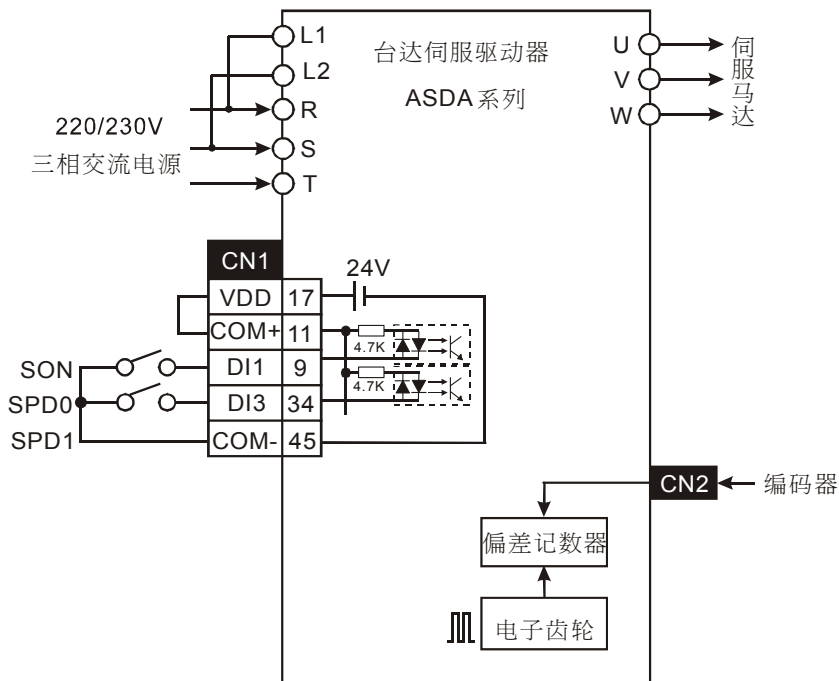 L1
L2
R
S
T
220/230V
三相交流电源
台达伺服驱动器
ASDA系列
U
V
W
伺服马达
CN1
24V
VDD 17
COM+ 11
4.7K
SON
DI1 9
4.7K
SPD0
DI3 34
SPD1
COM- 45
CN2
编码器
偏差记数器
电子齿轮